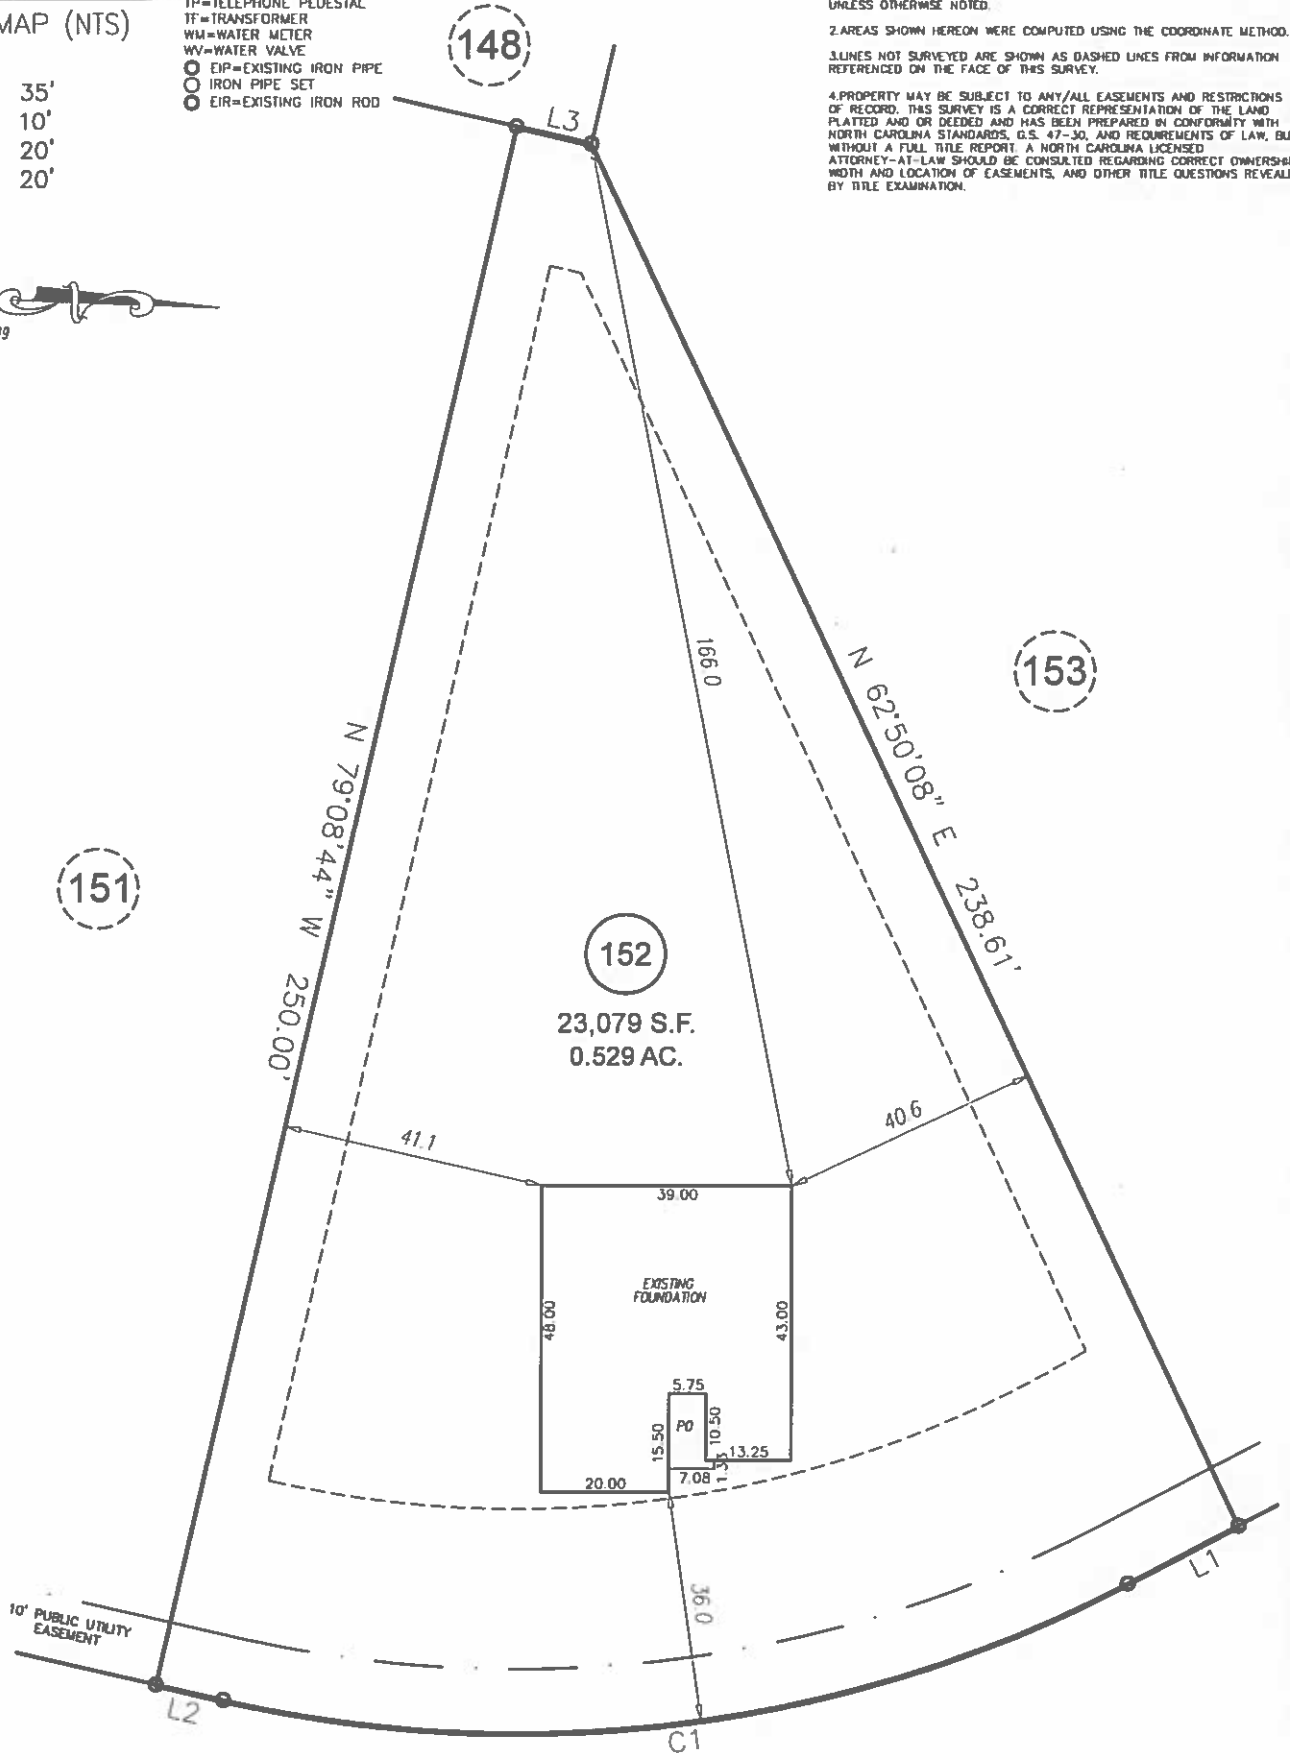 MAP (NTS)
35'
10'
20'
20'
TP=TELEPHONE PEDESTAL
TF=TRANSFORMER
WM=WATER METER
WV=WATER VALVE
EIP=EXISTING IRON PIPE
IRON PIPE SET
EIR=EXISTING IRON ROD
UNLESS OTHERWISE NOTED.
2.AREAS SHOWN HEREON WERE COMPUTED USING THE COORDINATE METHOD.
3.LINES NOT SURVEYED ARE SHOWN AS DASHED LINES FROM INFORMATION
REFERENCED ON THE FACE OF THIS SURVEY.
4.PROPERTY MAY BE SUBJECT TO ANY/ALL EASEMENTS AND RESTRICTIONS
OF RECORD. THIS SURVEY IS A CORRECT REPRESENTATION OF THE LAND
PLATTED AND OR DEEDED AND HAS BEEN PREPARED IN CONFORMITY WITH
NORTH CAROLINA STANDARDS, G.S. 47-30, AND REQUIREMENTS OF LAW, BU
WITHOUT A FULL TITLE REPORT. A NORTH CAROLINA LICENSED
ATTORNEY-AT-LAW SHOULD BE CONSULTED REGARDING CORRECT OWNERSHI
WIDTH AND LOCATION OF EASEMENTS, AND OTHER TITLE QUESTIONS REVEAL
BY TITLE EXAMINATION.
148
L3
166.0
N 62°50'08" E 238.61'
153
N 79°08'44" W 250.00'
151
152
23,079 S.F.
0.529 AC.
41.1
40.6
39.00
EXISTING
FOUNDATION
48.00
43.00
5.75
PO
15.50
10.50
13.25
1.33
7.08
20.00
36.0
10' PUBLIC UTILITY
EASEMENT
L1
L2
C1